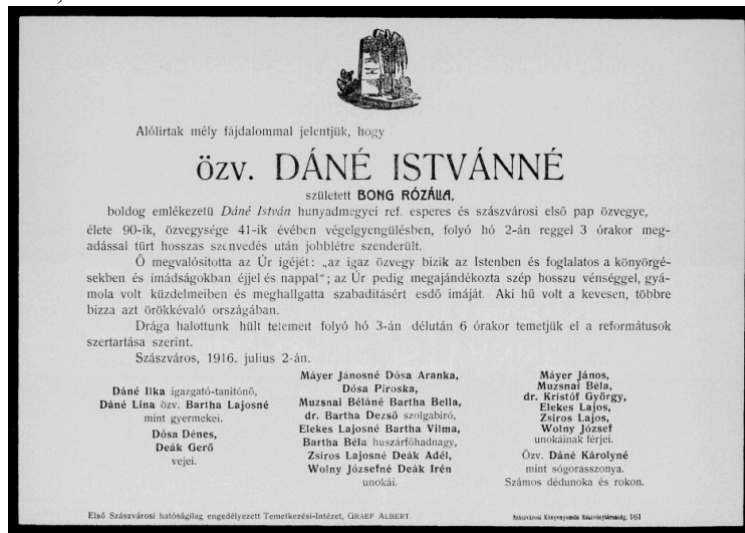 Alólirtak mély fájdalommal jelentjük, hogy
özv. DÁNÉ ISTVÁNNÉ
született BONG RÓZÁLIA,
boldog emlékezetü Dáné István hunyadmegyei ref. esperes és szászvárosi első pap özvegye,
élete 90-ik, özvegysége 41-ik évében végelgyengülésben, folyó hó 2-án reggel 3 órakor meg-
adással türt hosszas szenvedés után jobblétre szenderült.
Ő megvalósitotta az Úr igéjét: „az igaz özvegy bizik az Istenben és foglalatos a könyörgé-
sekben és imádságokban éjjel és nappal“; az Úr pedig megajándékozta szép hosszu vénséggel, gyá-
mola volt küzdelmeiben és meghallgatta szabaditásért esdő imáját. Aki hű volt a kevesen, többre
bizza azt örökkévaló országában.
Drága halottunk hült tetemeit folyó hó 3-án délután 6 órakor temetjük el a reformátusok
szertartása szerint.
Szászváros, 1916. julius 2-án.
Dáné Ilka igazgató-tanitónő,
Dáné Lina özv. Bartha Lajosné
mint gyermekei.
Dósa Dénes,
Deák Gerő
vejei.
Máyer Jánosné Dósa Aranka,
Dósa Piroska,
Muzsnai Béláné Bartha Bella,
dr. Bartha Dezső szolgabiró,
Elekes Lajosné Bartha Vilma,
Bartha Béla huszárfőhadnagy,
Zsiros Lajosné Deák Adél,
Wolny Józsefné Deák Irén
unokái.
Máyer János,
Muzsnai Béla,
dr. Kristóf György,
Elekes Lajos,
Zsiros Lajos,
Wolny József
unokáinak férjei.
Özv. Dáné Károlyné
mint sógorasszonya.
Számos dédunoka és rokon.
Első Szászvárosi hatóságilag engedélyezett Temetkezési-Intézet, GRAEF ALBERT
Szászvárosi Könyvnyomda Részvénytársaság. 161